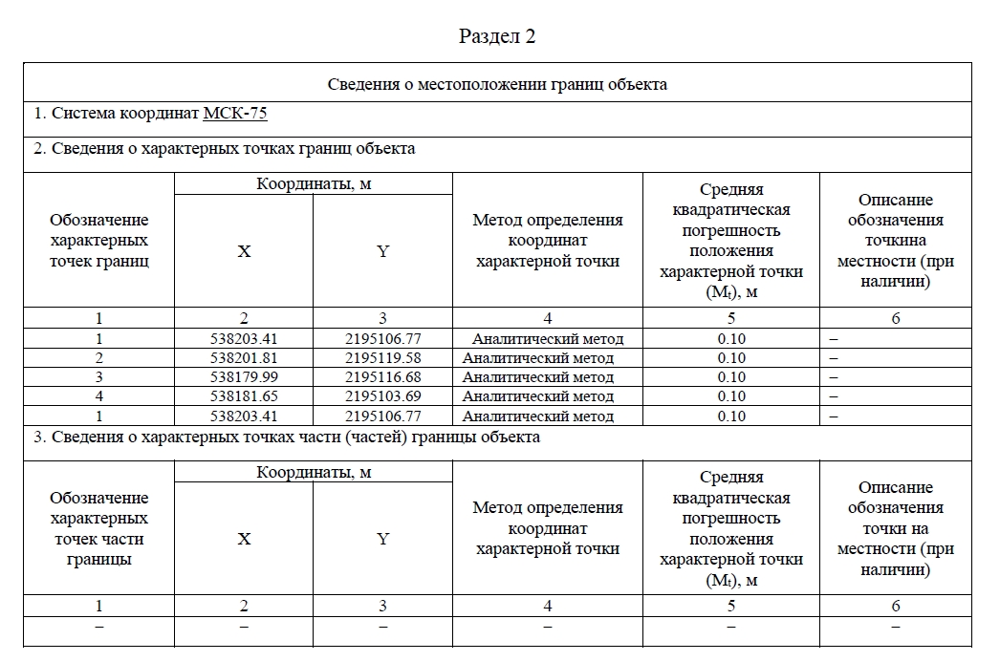 Раздел 2
Сведения о местоположении границ объекта
1. Система координат МСК-75
2. Сведения о характерных точках границ объекта
Обозначение
характерных
точек границ
Координаты, м
X
Y
Метод определения
координат
характерной точки
Средняя
квадратическая
погрешность
положения
характерной точки
(Mt), м
Описание
обозначения
точкина
местности (при
наличии)
1 2 3 4 5 6
1 538203.41 2195106.77 Аналитический метод 0.10 –
2 538201.81 2195119.58 Аналитический метод 0.10 –
3 538179.99 2195116.68 Аналитический метод 0.10 –
4 538181.65 2195103.69 Аналитический метод 0.10 –
1 538203.41 2195106.77 Аналитический метод 0.10 –
3. Сведения о характерных точках части (частей) границы объекта
Обозначение
характерных
точек части
границы
Координаты, м
X
Y
Метод определения
координат
характерной точки
Средняя
квадратическая
погрешность
положения
характерной точки
(Mt), м
Описание
обозначения
точки на
местности (при
наличии)
1 2 3 4 5 6
– – – – – –